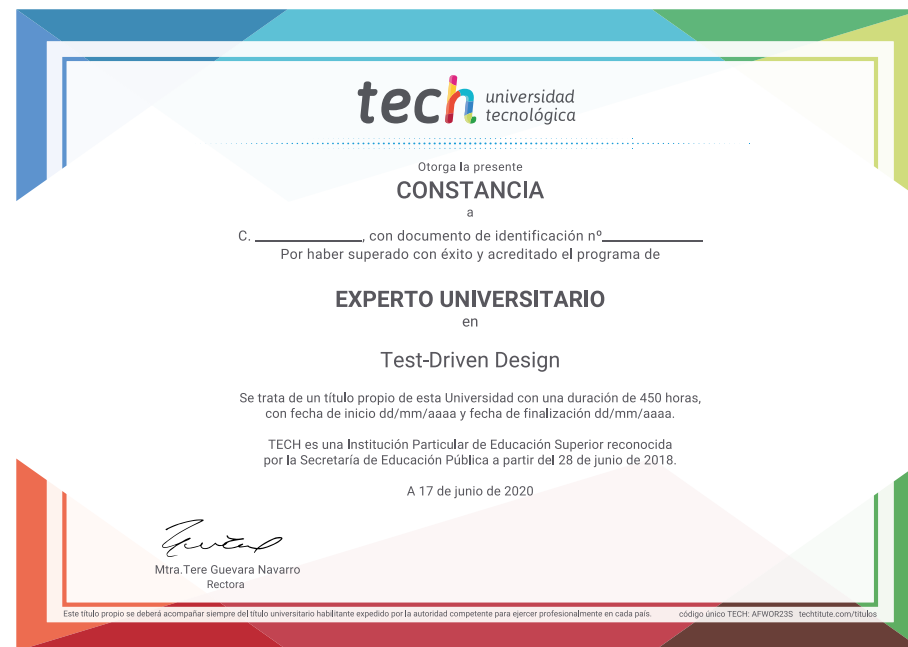 tech universidad
tecnológica
Otorga la presente
CONSTANCIA
a
C. ____________, con documento de identificación nº____________
Por haber superado con éxito y acreditado el programa de
EXPERTO UNIVERSITARIO
en
Test-Driven Design
Se trata de un título propio de esta Universidad con una duración de 450 horas,
con fecha de inicio dd/mm/aaaa y fecha de finalización dd/mm/aaaa.
TECH es una Institución Particular de Educación Superior reconocida
por la Secretaría de Educación Pública a partir del 28 de junio de 2018.
A 17 de junio de 2020
Mtra.Tere Guevara Navarro
Rectora
Este título propio se deberá acompañar siempre del título universitario habilitante expedido por la autoridad competente para ejercer profesionalmente en cada país. código único TECH: AFWOR23S techtitute.com/títulos